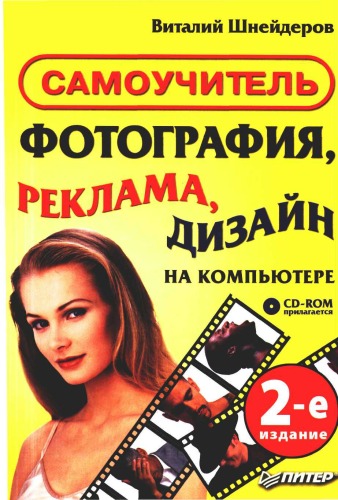 Виталий Шнейдеров
САМОУЧИТЕЛЬ
ФОТОГРАФИЯ,
РЕКЛАМА,
ДИЗАЙН
НА КОМПЬЮТЕРЕ
CD-ROM
прилагается
2-е
издание
ПИТЕР